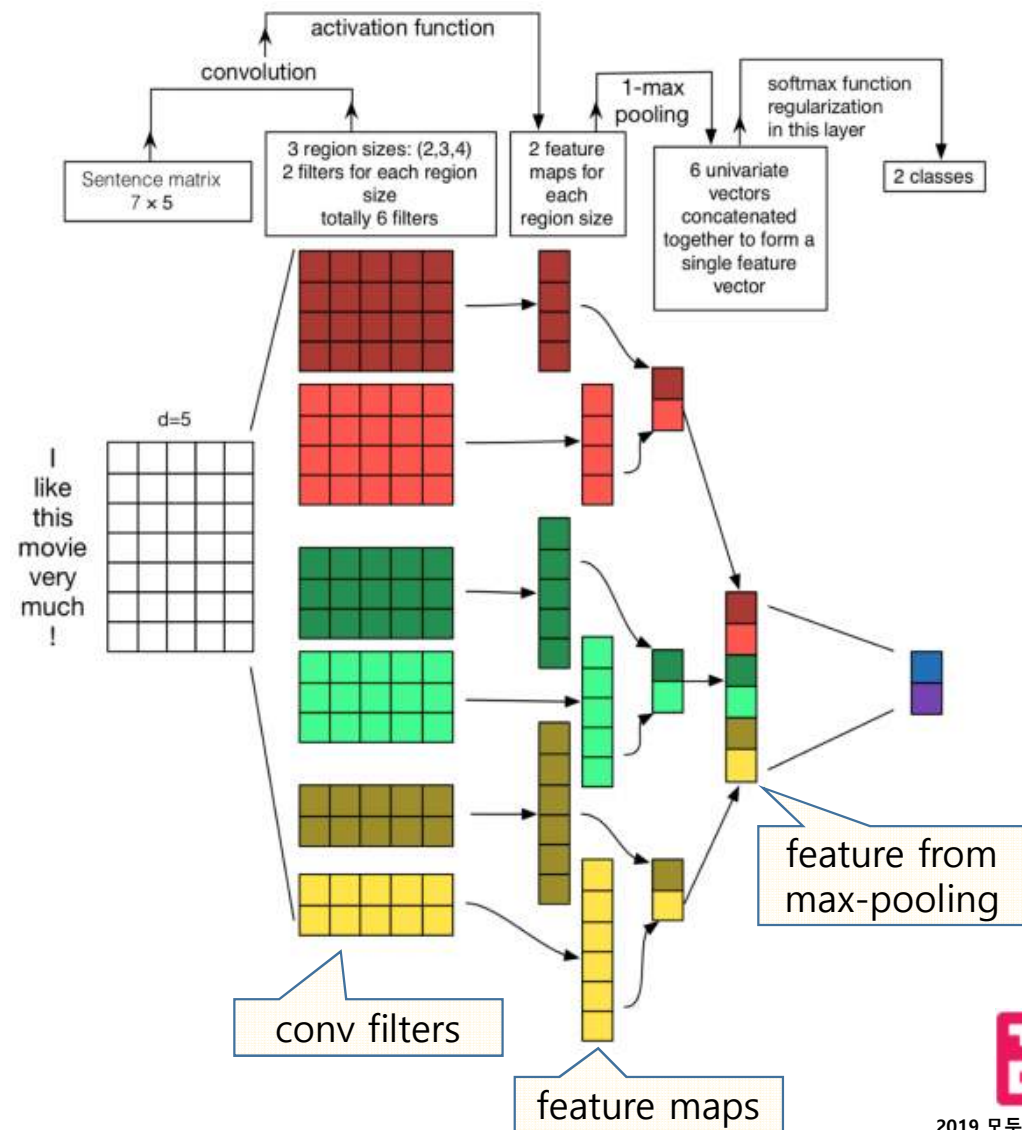 activation function
convolution
1-max
pooling
softmax function
regularization
in this layer
Sentence matrix
7 × 5
3 region sizes: (2,3,4)
2 filters for each region
size
totally 6 filters
2 feature
maps for
each
region size
6 univariate
vectors
concatenated
together to form a
single feature
vector
2 classes
d=5
I
like
this
movie
very
much
!
feature from
max-pooling
conv filters
feature maps
2019 모두